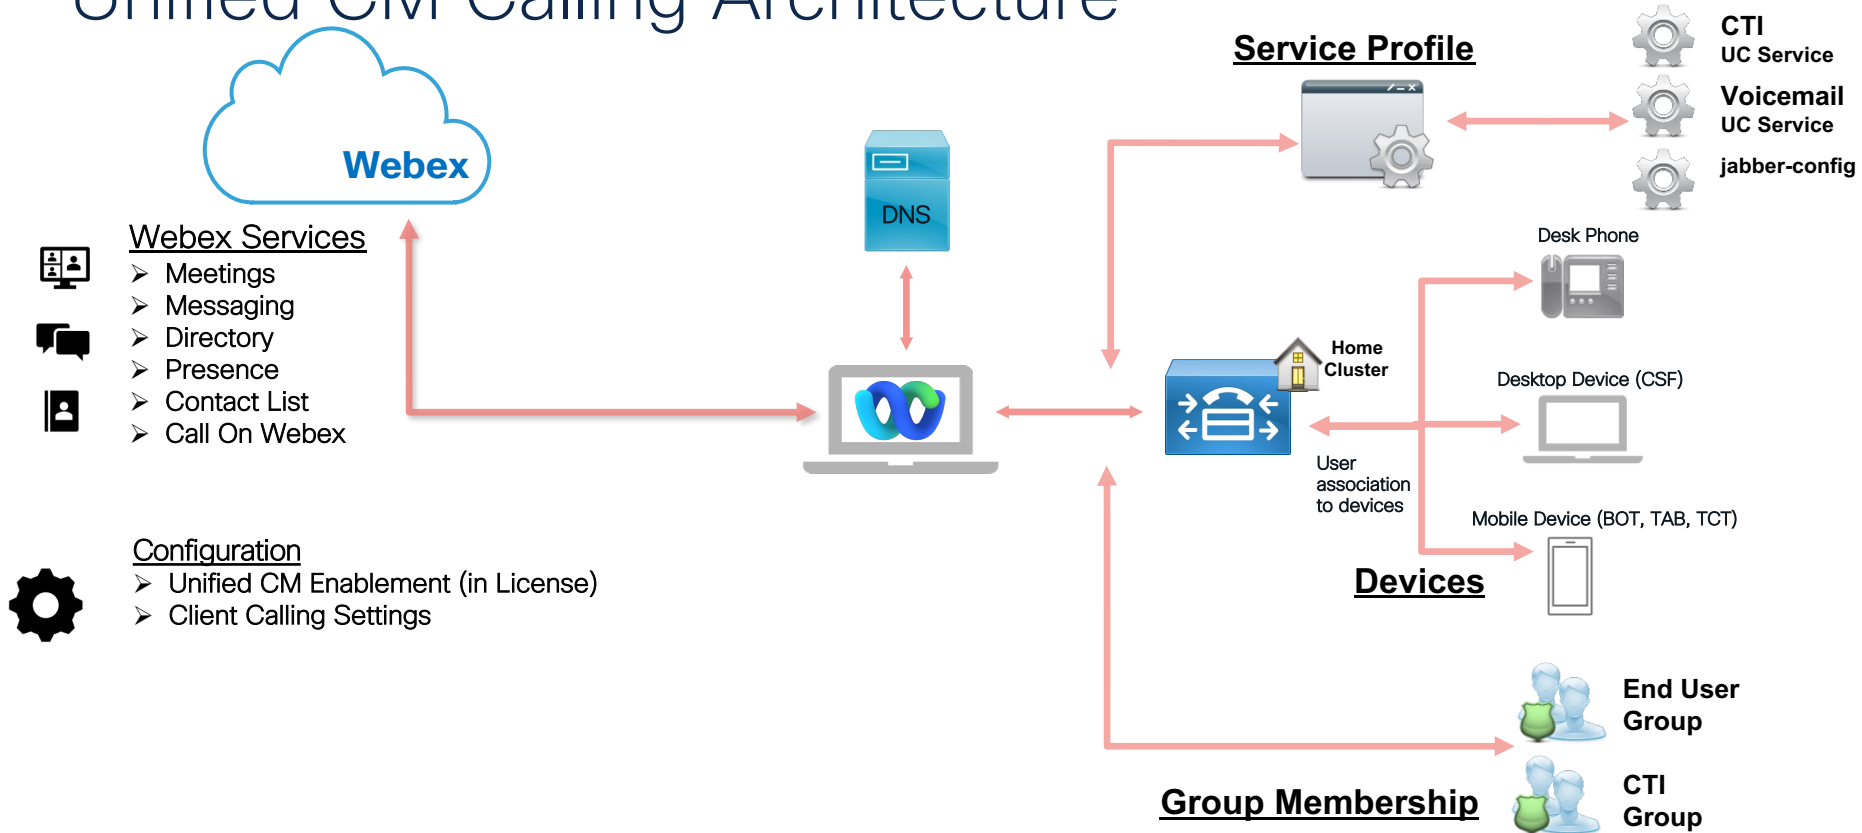 Unified CM Calling Architecture
Webex
Webex Services
➢ Meetings
➢ Messaging
➢ Directory
➢ Presence
➢ Contact List
➢ Call On Webex
Configuration
➢ Unified CM Enablement (in License)
➢ Client Calling Settings
DNS
Service Profile
CTI
UC Service
Voicemail
UC Service
jabber-config
Home
Cluster
User
association
to devices
Desk Phone
Desktop Device (CSF)
Mobile Device (BOT, TAB, TCT)
Devices
End User
Group
Group Membership
CTI
Group